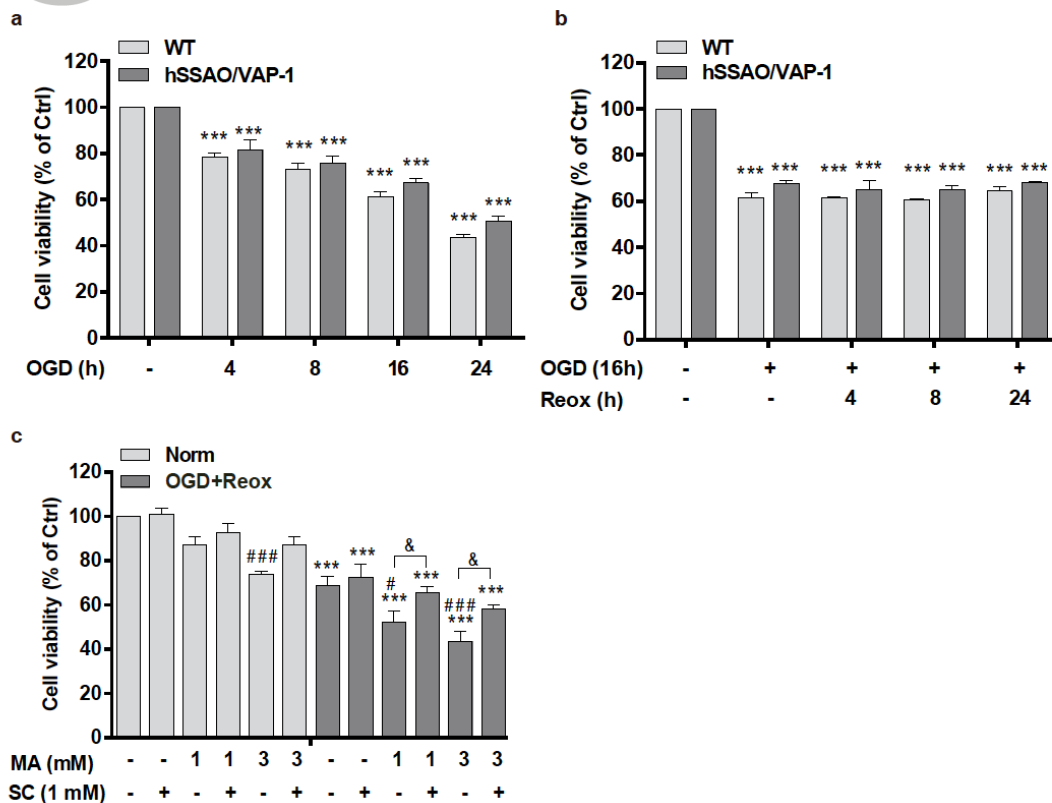 a
WT
hSSAO/VAP-1
120
100
80
60
40
20
0
Cell viability (% of Ctrl)
*** *** *** *** *** *** *** ***
OGD (h) - 4 8 16 24
b
WT
hSSAO/VAP-1
120
100
80
60
40
20
0
Cell viability (% of Ctrl)
*** *** *** *** *** *** *** ***
OGD (16h) - + + + +
Reox (h) - - 4 8 24
c
Norm
OGD+Reox
120
100
80
60
40
20
0
Cell viability (% of Ctrl)
& &
### *** *** # *** *** ### *** ***
MA (mM) - - 1 1 3 3 - - 1 1 3 3
SC (1 mM) - + - + - + - + - + - +